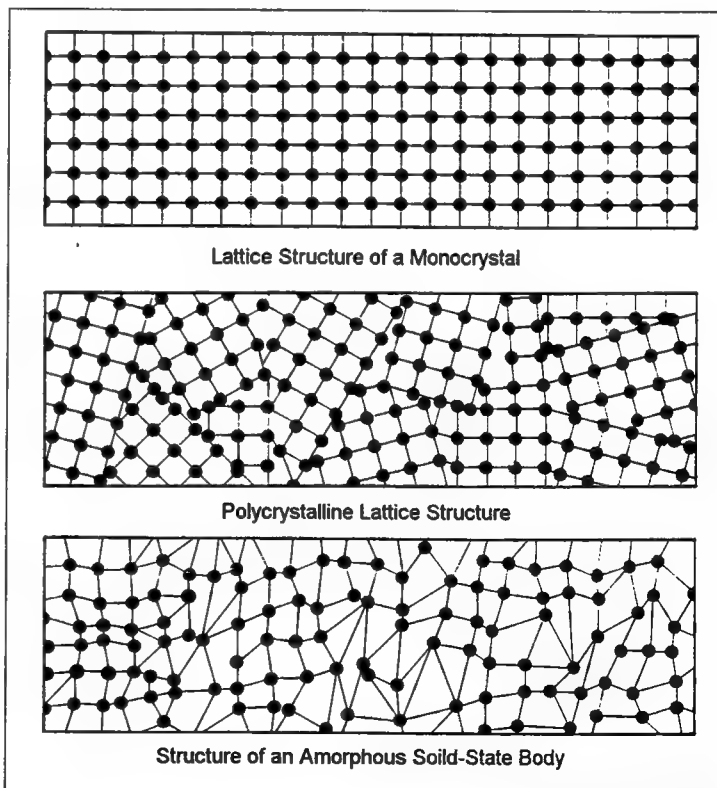 Lattice Structure of a Monocrystal
Polycrystalline Lattice Structure
Structure of an Amorphous Soild-State Body